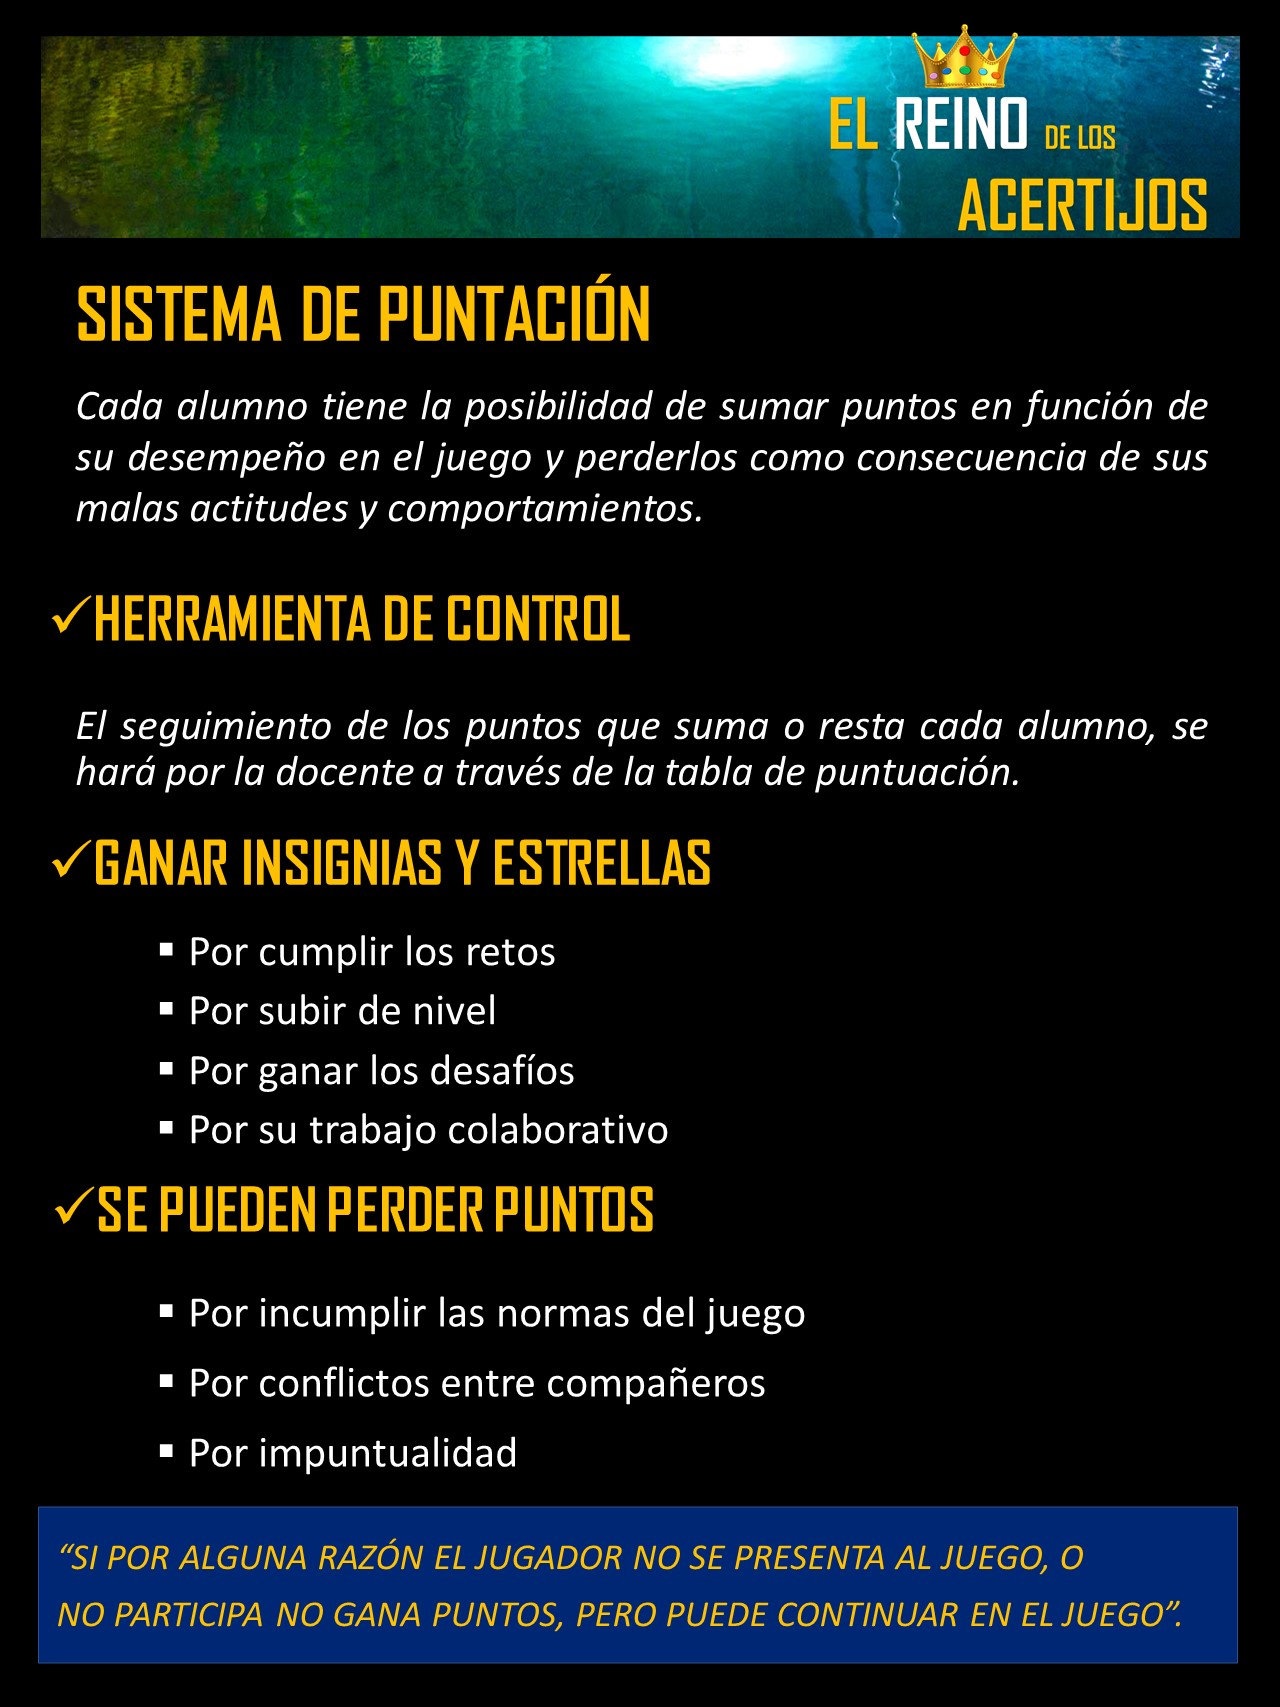 EL REINO DE LOS
ACERTIJOS
SISTEMA DE PUNTACIÓN
Cada alumno tiene la posibilidad de sumar puntos en función de
su desempeño en el juego y perderlos como consecuencia de sus
malas actitudes y comportamientos.
✓HERRAMIENTA DE CONTROL
El seguimiento de los puntos que suma o resta cada alumno, se
hará por la docente a través de la tabla de puntuación.
✓GANAR INSIGNIAS Y ESTRELLAS
▪ Por cumplir los retos
▪ Por subir de nivel
▪ Por ganar los desafíos
▪ Por su trabajo colaborativo
✓SE PUEDEN PERDER PUNTOS
▪ Por incumplir las normas del juego
▪ Por conflictos entre compañeros
▪ Por impuntualidad
“SI POR ALGUNA RAZÓN EL JUGADOR NO SE PRESENTA AL JUEGO, O
NO PARTICIPA NO GANA PUNTOS, PERO PUEDE CONTINUAR EN EL JUEGO”.